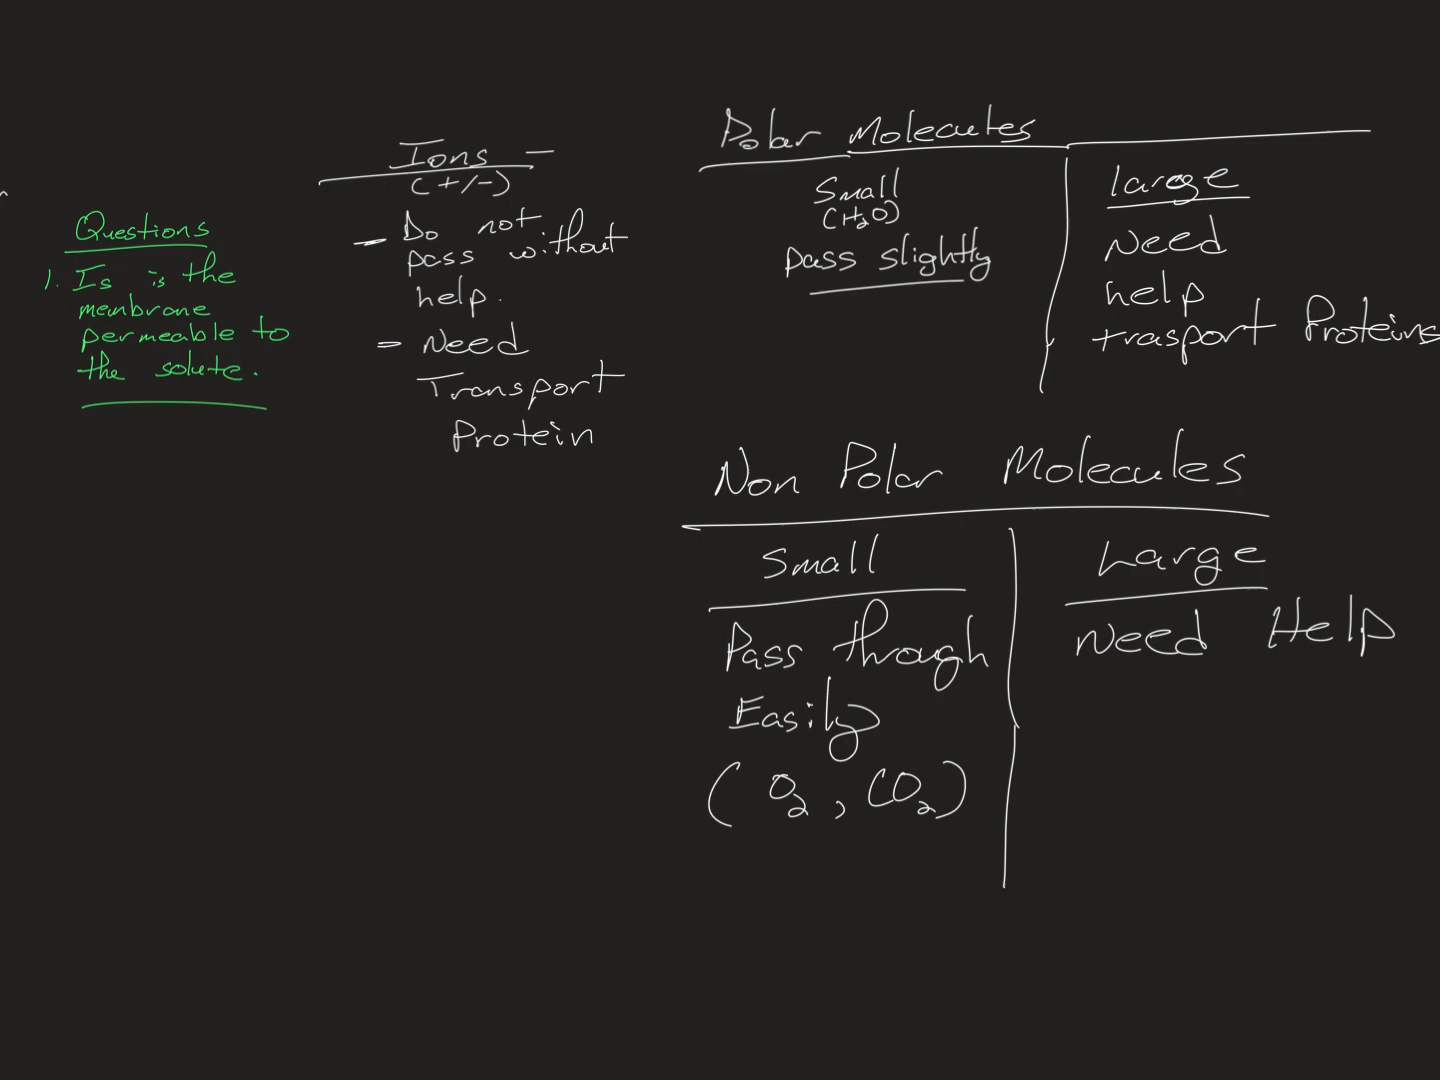 Questions
1. Is is the
membrane
permeable to
the solute.
Ions -
(+/-)
- Do not
pass without
help.
- Need
Transport
Protein
Polar Molecules
Small
(H₂O)
pass slightly
large
Need
help
trasport Proteins
Non Polar Molecules
Small
Pass through
Easily
(O₂, CO₂)
Large
Need Help